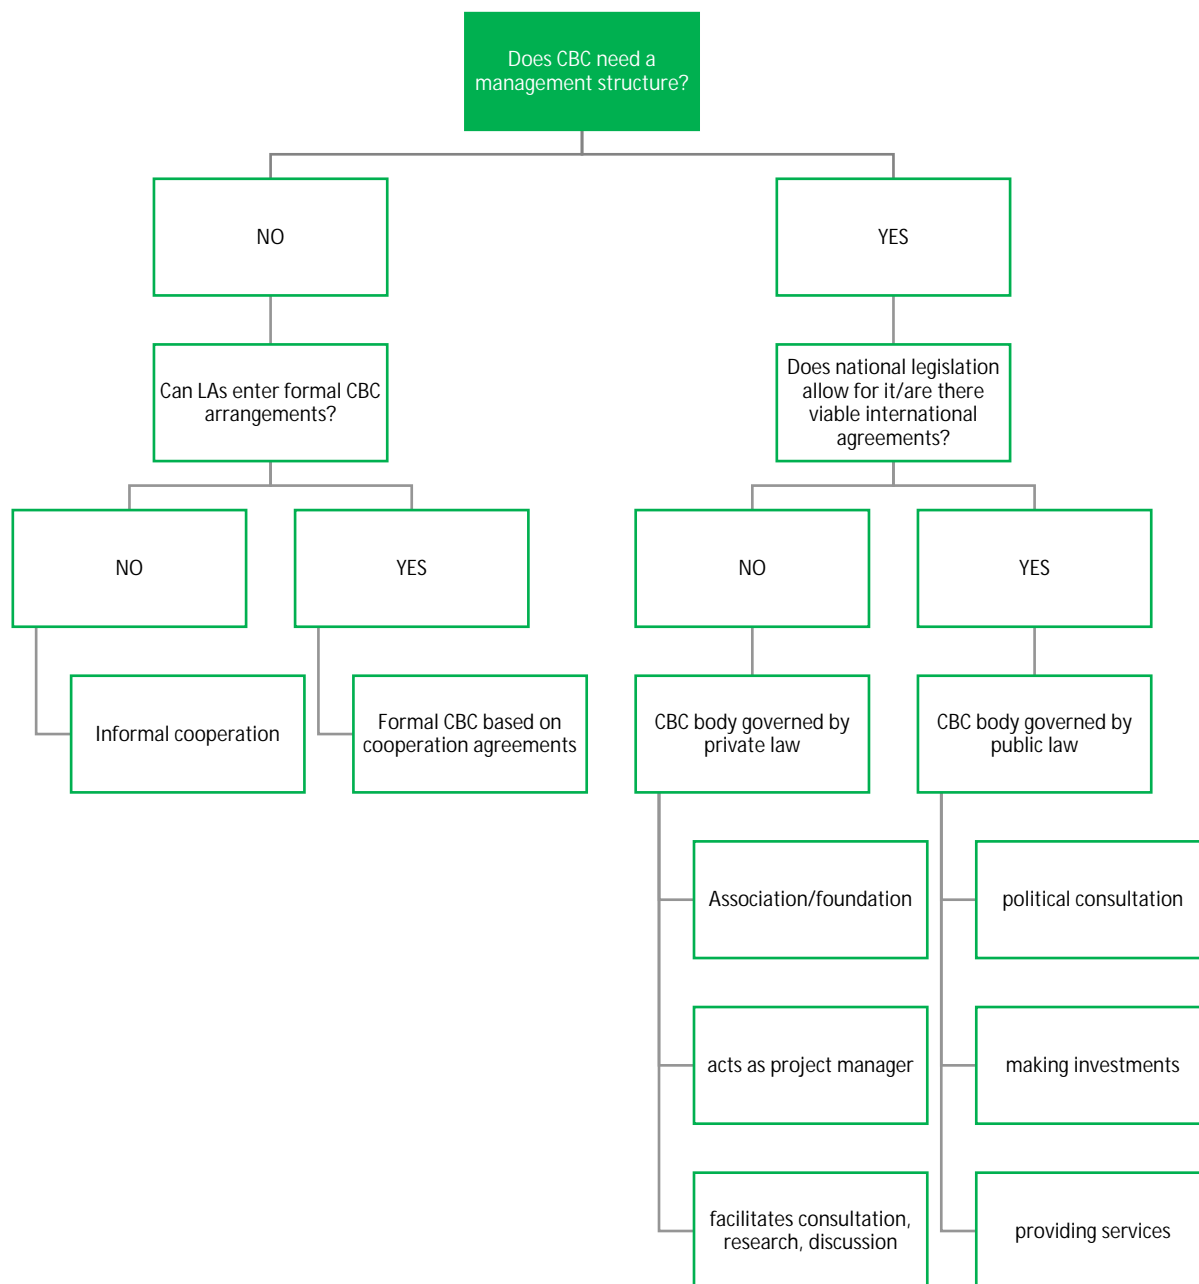 Does CBC need a
management structure?
NO
YES
Can LAs enter formal CBC
arrangements?
Does national legislation
allow for it/are there
viable international
agreements?
NO
YES
NO
YES
Informal cooperation
Formal CBC based on
cooperation agreements
CBC body governed by
private law
CBC body governed by
public law
Association/foundation
political consultation
acts as project manager
making investments
facilitates consultation,
research, discussion
providing services